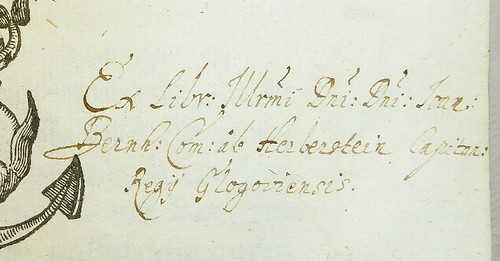 Ex Libr: Illrmi Dni: Dni: Joan:
Bernh: Com: ab Herberstein Capitan:
Regij Glogoviensis.